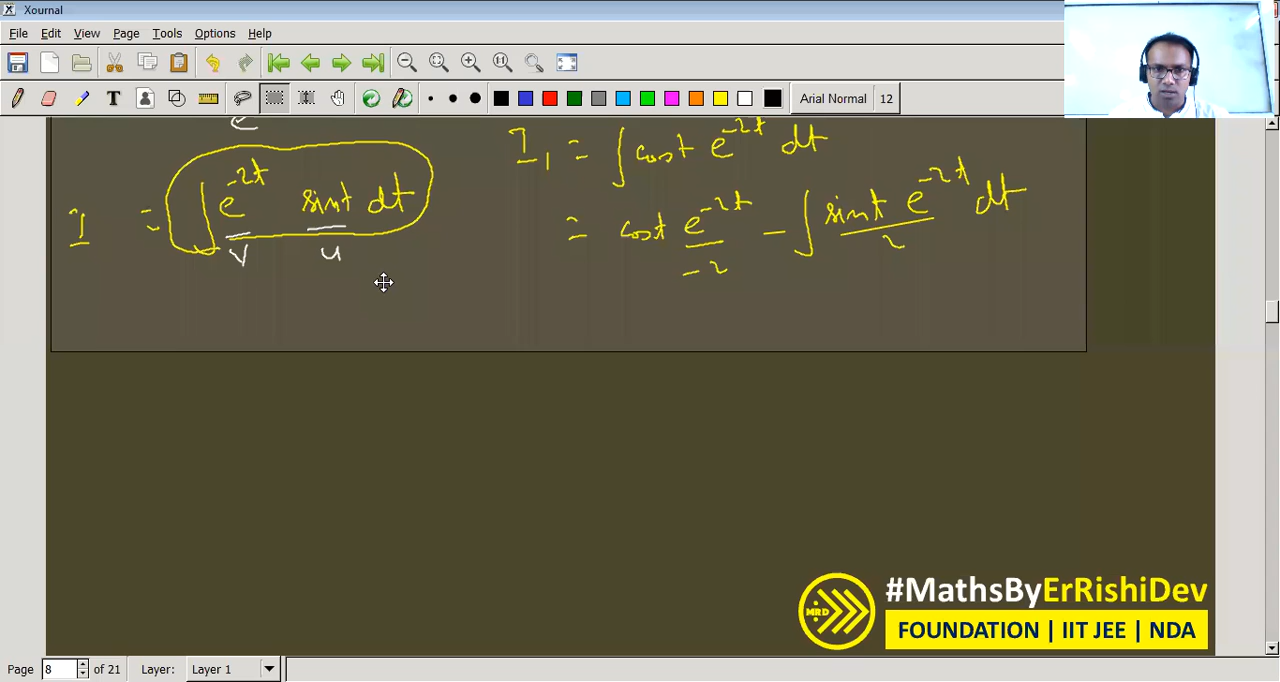 Xournal
File Edit View Page Tools Options Help
T Arial Normal 12
e
I = ∫ e^{-2t} sint dt
V u
I₁ = ∫ cost e^{-2t} dt
= cost e^{-2t}/-2 - ∫ sint e^{-2t}/2 dt
MRD #MathsByErRishiDev
FOUNDATION | IIT JEE | NDA
Page 8 of 21 Layer: Layer 1